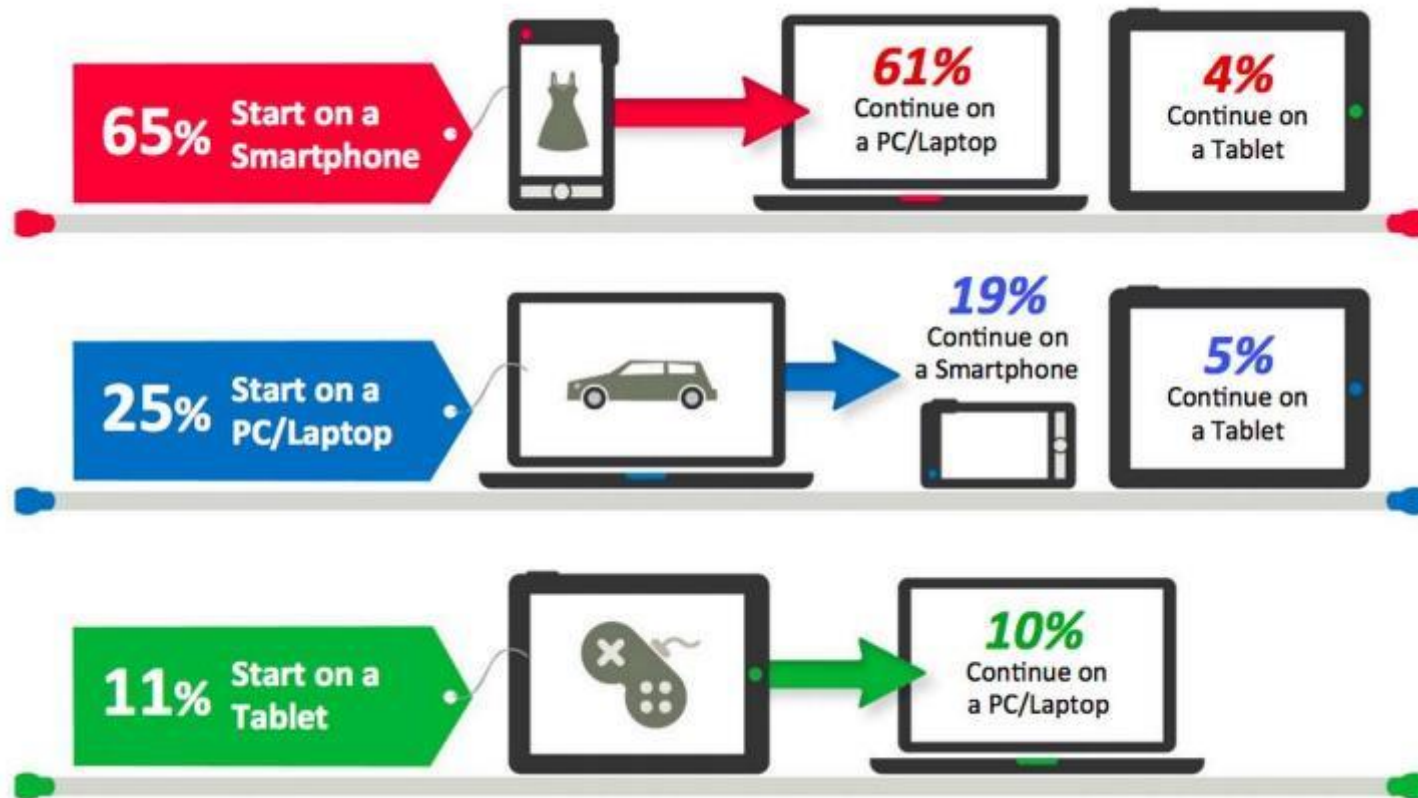 65% Start on a
Smartphone
61%
Continue on
a PC/Laptop
4%
Continue on
a Tablet
25% Start on a
PC/Laptop
19%
Continue on
a Smartphone
5%
Continue on
a Tablet
11% Start on a
Tablet
10%
Continue on
a PC/Laptop